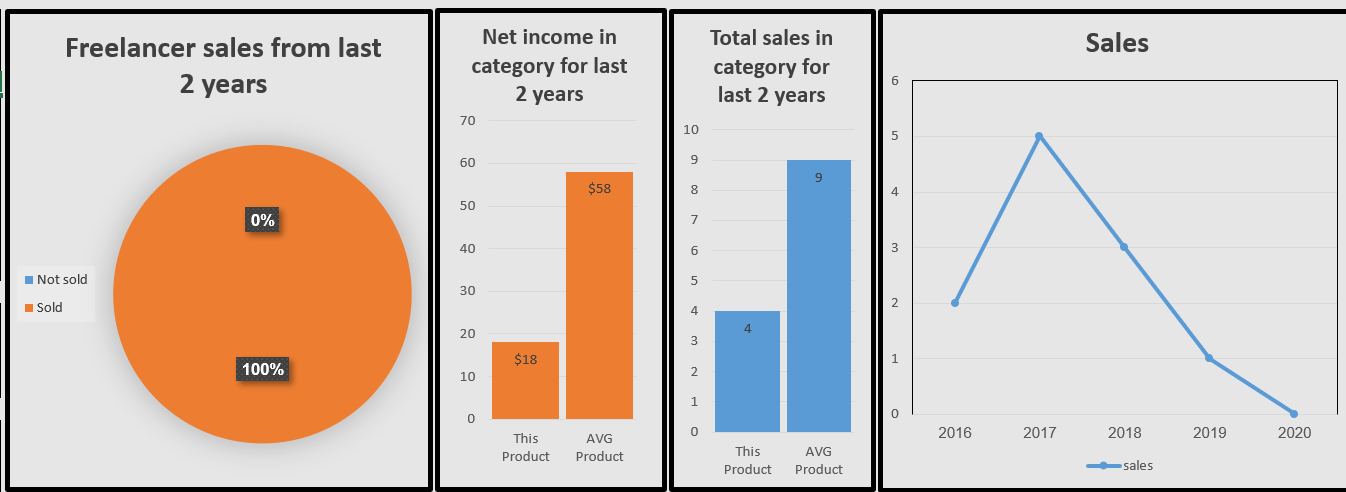 Freelancer sales from last
2 years
0%
Not sold
Sold
100%
Net income in
category for last
2 years
70
60
50
40
30
20
10
0
$18
$58
This
Product
AVG
Product
Total sales in
category for
last 2 years
10
9
8
7
6
5
4
3
2
1
0
4
9
This
Product
AVG
Product
Sales
6
5
4
3
2
1
0
2016
2017
2018
2019
2020
sales